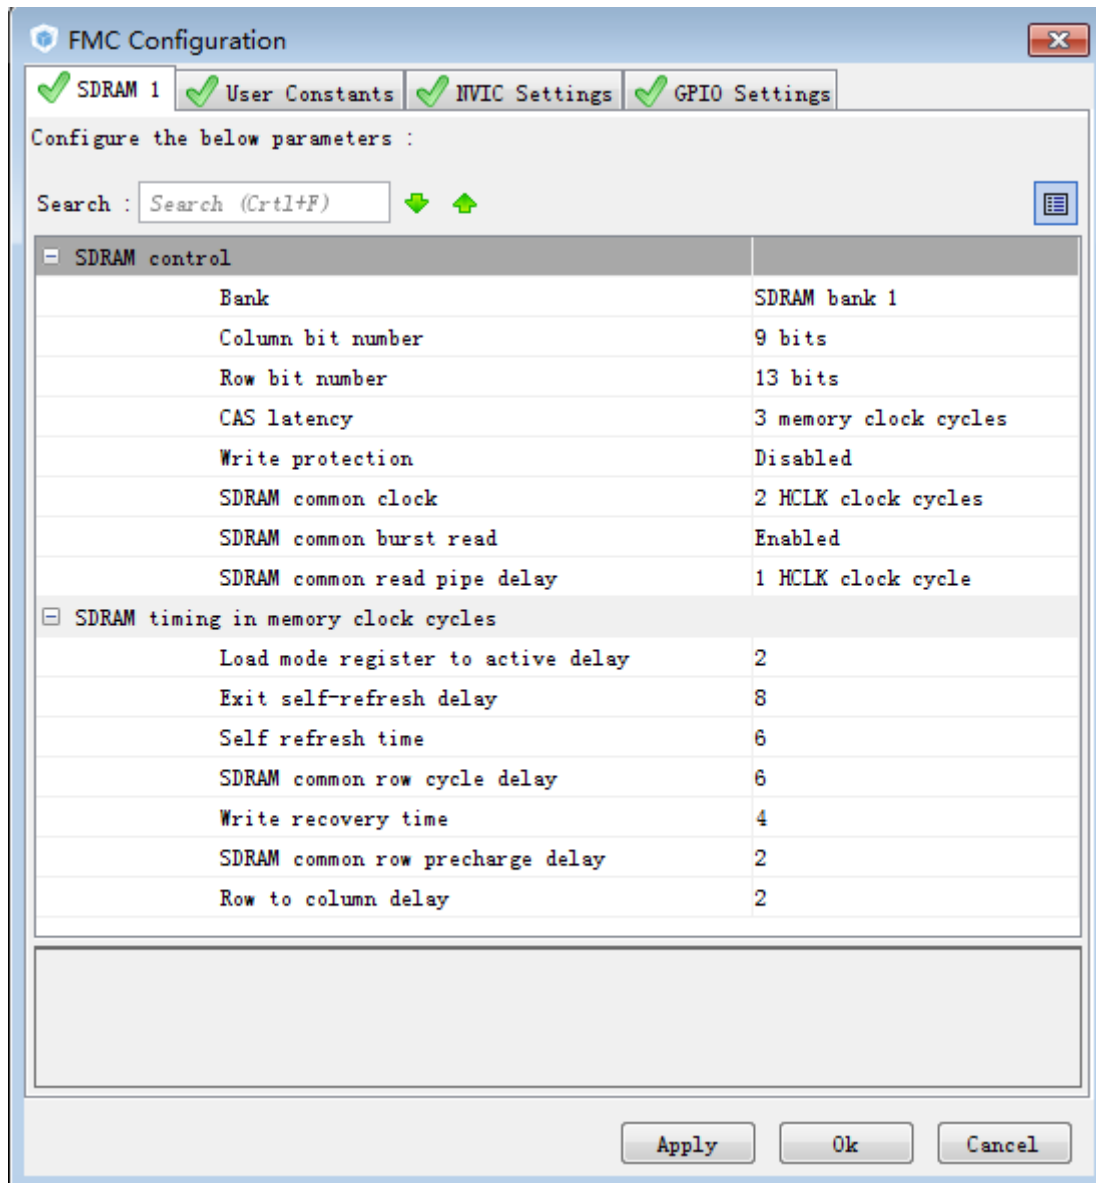 FMC Configuration
SDRAM 1 User Constants NVIC Settings GPIO Settings
Configure the below parameters :
Search : Search (Crtl+F)
SDRAM control
Bank SDRAM bank 1
Column bit number 9 bits
Row bit number 13 bits
CAS latency 3 memory clock cycles
Write protection Disabled
SDRAM common clock 2 HCLK clock cycles
SDRAM common burst read Enabled
SDRAM common read pipe delay 1 HCLK clock cycle
SDRAM timing in memory clock cycles
Load mode register to active delay 2
Exit self-refresh delay 8
Self refresh time 6
SDRAM common row cycle delay 6
Write recovery time 4
SDRAM common row precharge delay 2
Row to column delay 2
Apply Ok Cancel